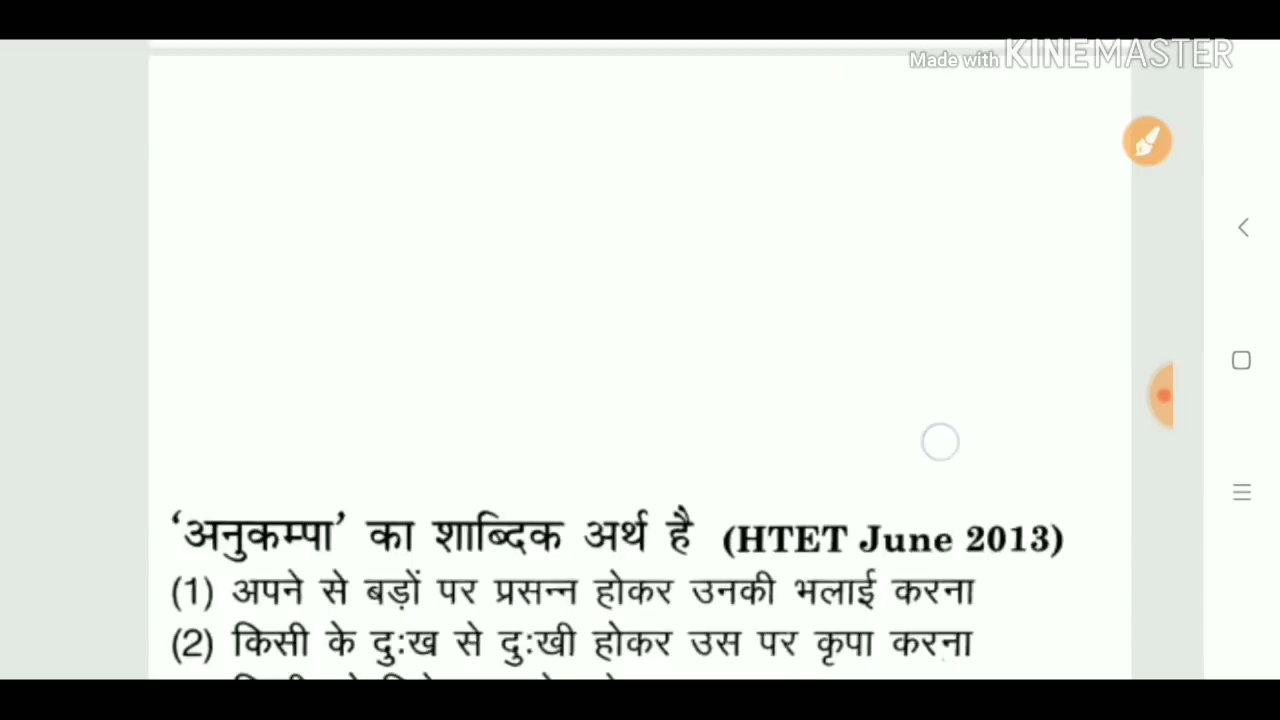 Made with KINEMASTER
‘अनुकम्पा’ का शाब्दिक अर्थ है (HTET June 2013)
(1) अपने से बड़ों पर प्रसन्न होकर उनकी भलाई करना
(2) किसी के दुःख से दुःखी होकर उस पर कृपा करना